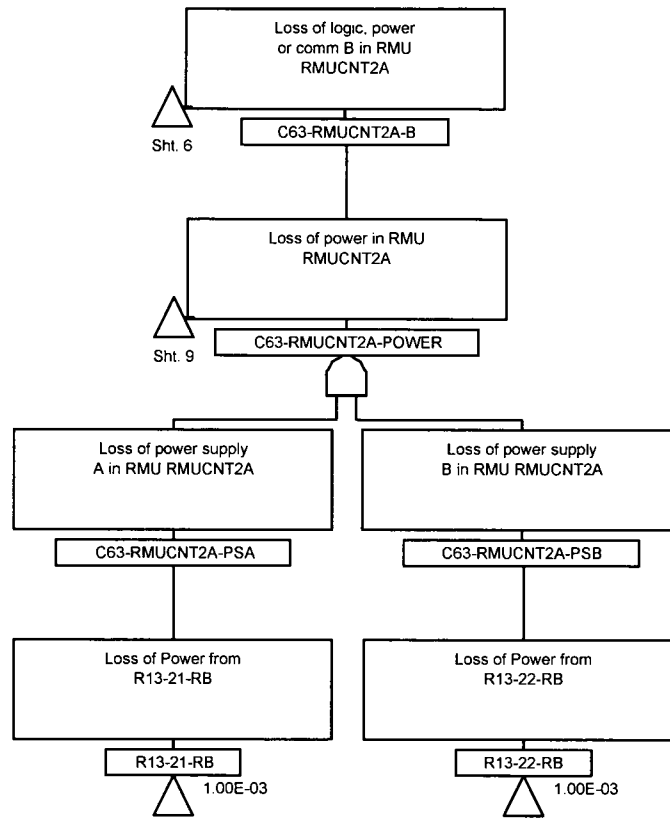 Loss of logic, power
or comm B in RMU
RMUCNT2A
Sht. 6
C63-RMUCNT2A-B
Loss of power in RMU
RMUCNT2A
Sht. 9
C63-RMUCNT2A-POWER
Loss of power supply
A in RMU RMUCNT2A
Loss of power supply
B in RMU RMUCNT2A
C63-RMUCNT2A-PSA
C63-RMUCNT2A-PSB
Loss of Power from
R13-21-RB
Loss of Power from
R13-22-RB
R13-21-RB
R13-22-RB
1.00E-03
1.00E-03